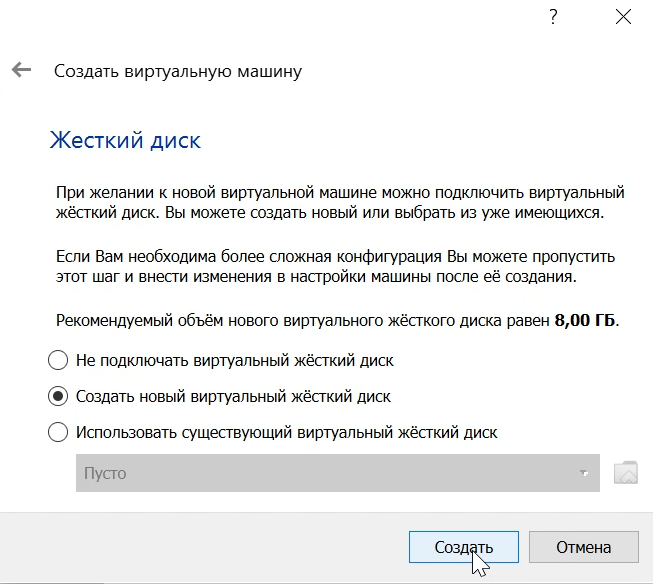 ?
Создать виртуальную машину
Жесткий диск
При желании к новой виртуальной машине можно подключить виртуальный
жёсткий диск. Вы можете создать новый или выбрать из уже имеющихся.
Если Вам необходима более сложная конфигурация Вы можете пропустить
этот шаг и внести изменения в настройки машины после её создания.
Рекомендуемый объём нового виртуального жёсткого диска равен 8,00 ГБ.
Не подключать виртуальный жёсткий диск
Создать новый виртуальный жёсткий диск
Использовать существующий виртуальный жёсткий диск
Пусто
Создать Отмена